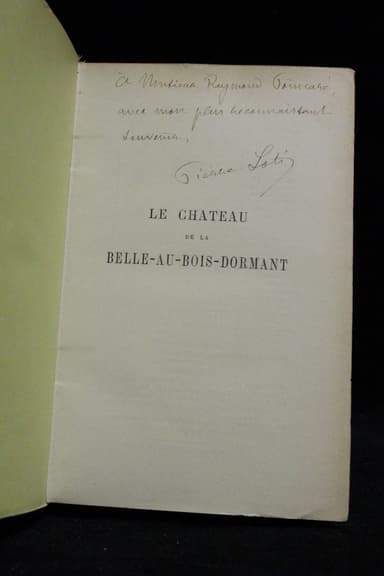 à Monsieur Raymond Poincaré,
avec mon plus reconnaissant
souvenir,
Pierre Loti
LE CHATEAU
DE LA
BELLE-AU-BOIS-DORMANT